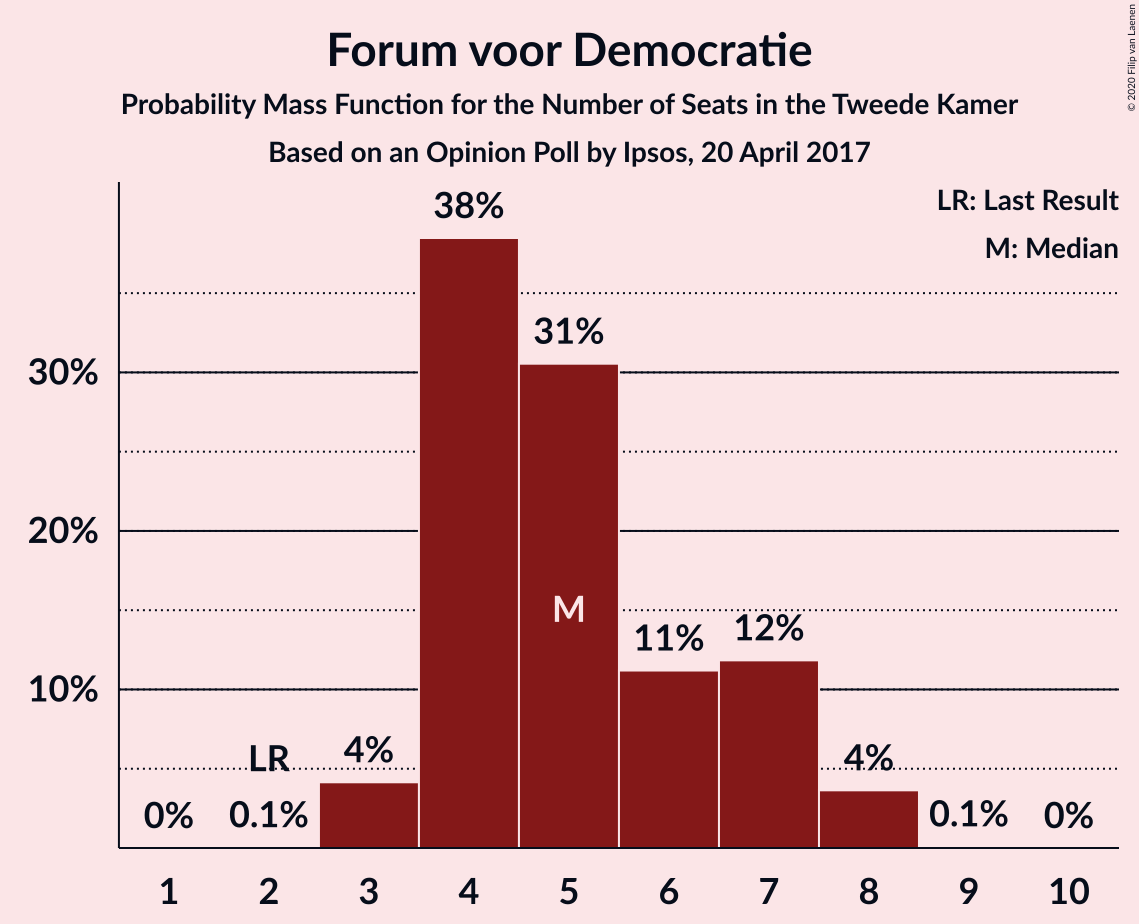 Forum voor Democratie
Probability Mass Function for the Number of Seats in the Tweede Kamer
Based on an Opinion Poll by Ipsos, 20 April 2017
© 2020 Filip van Laenen
LR: Last Result
M: Median
38%
31%
30%
20%
M
11%
12%
10%
LR
4%
4%
0%
0.1%
0.1%
0%
1 2 3 4 5 6 7 8 9 10